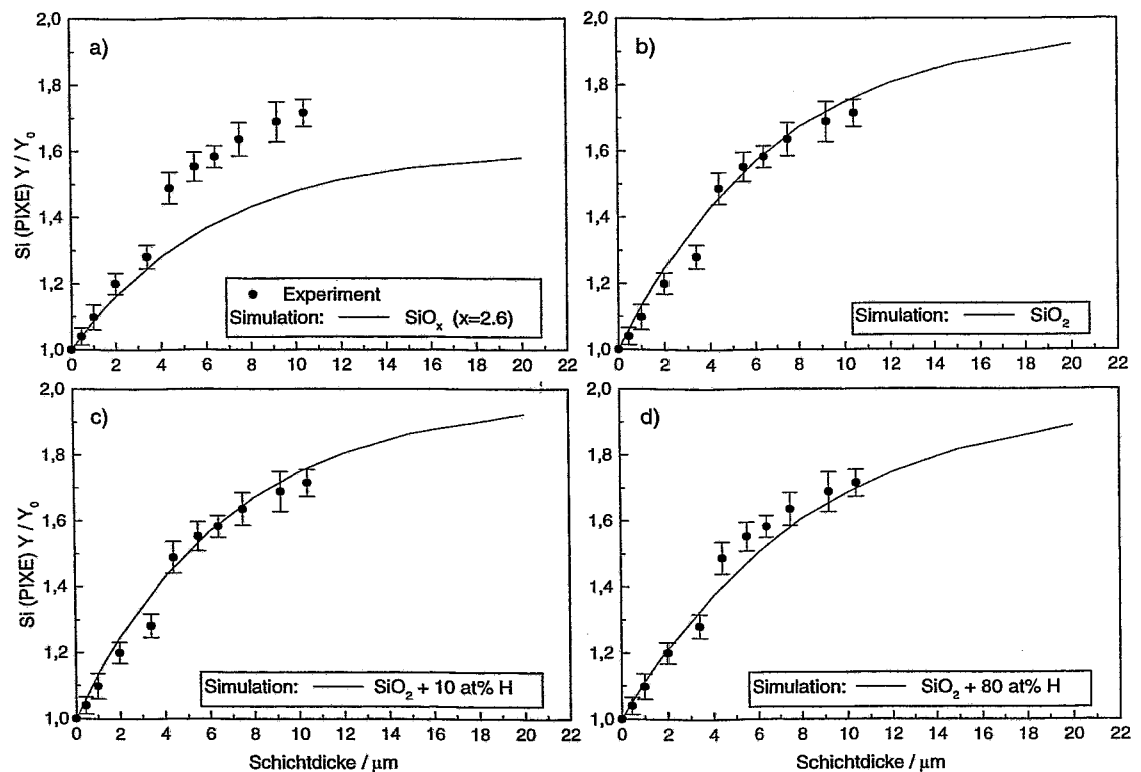 a)
2,0
1,8
1,6
1,4
1,2
1,0
Si (PIXE) Y / Y₀
0 2 4 6 8 10 12 14 16 18 20 22
Experiment
Simulation: SiOₓ (x=2.6)
b)
2,0
1,8
1,6
1,4
1,2
1,0
0 2 4 6 8 10 12 14 16 18 20 22
Simulation: SiO₂
c)
2,0
1,8
1,6
1,4
1,2
1,0
Si (PIXE) Y / Y₀
0 2 4 6 8 10 12 14 16 18 20 22
Schichtdicke / μm
Simulation: SiO₂ + 10 at% H
d)
2,0
1,8
1,6
1,4
1,2
1,0
0 2 4 6 8 10 12 14 16 18 20 22
Schichtdicke / μm
Simulation: SiO₂ + 80 at% H